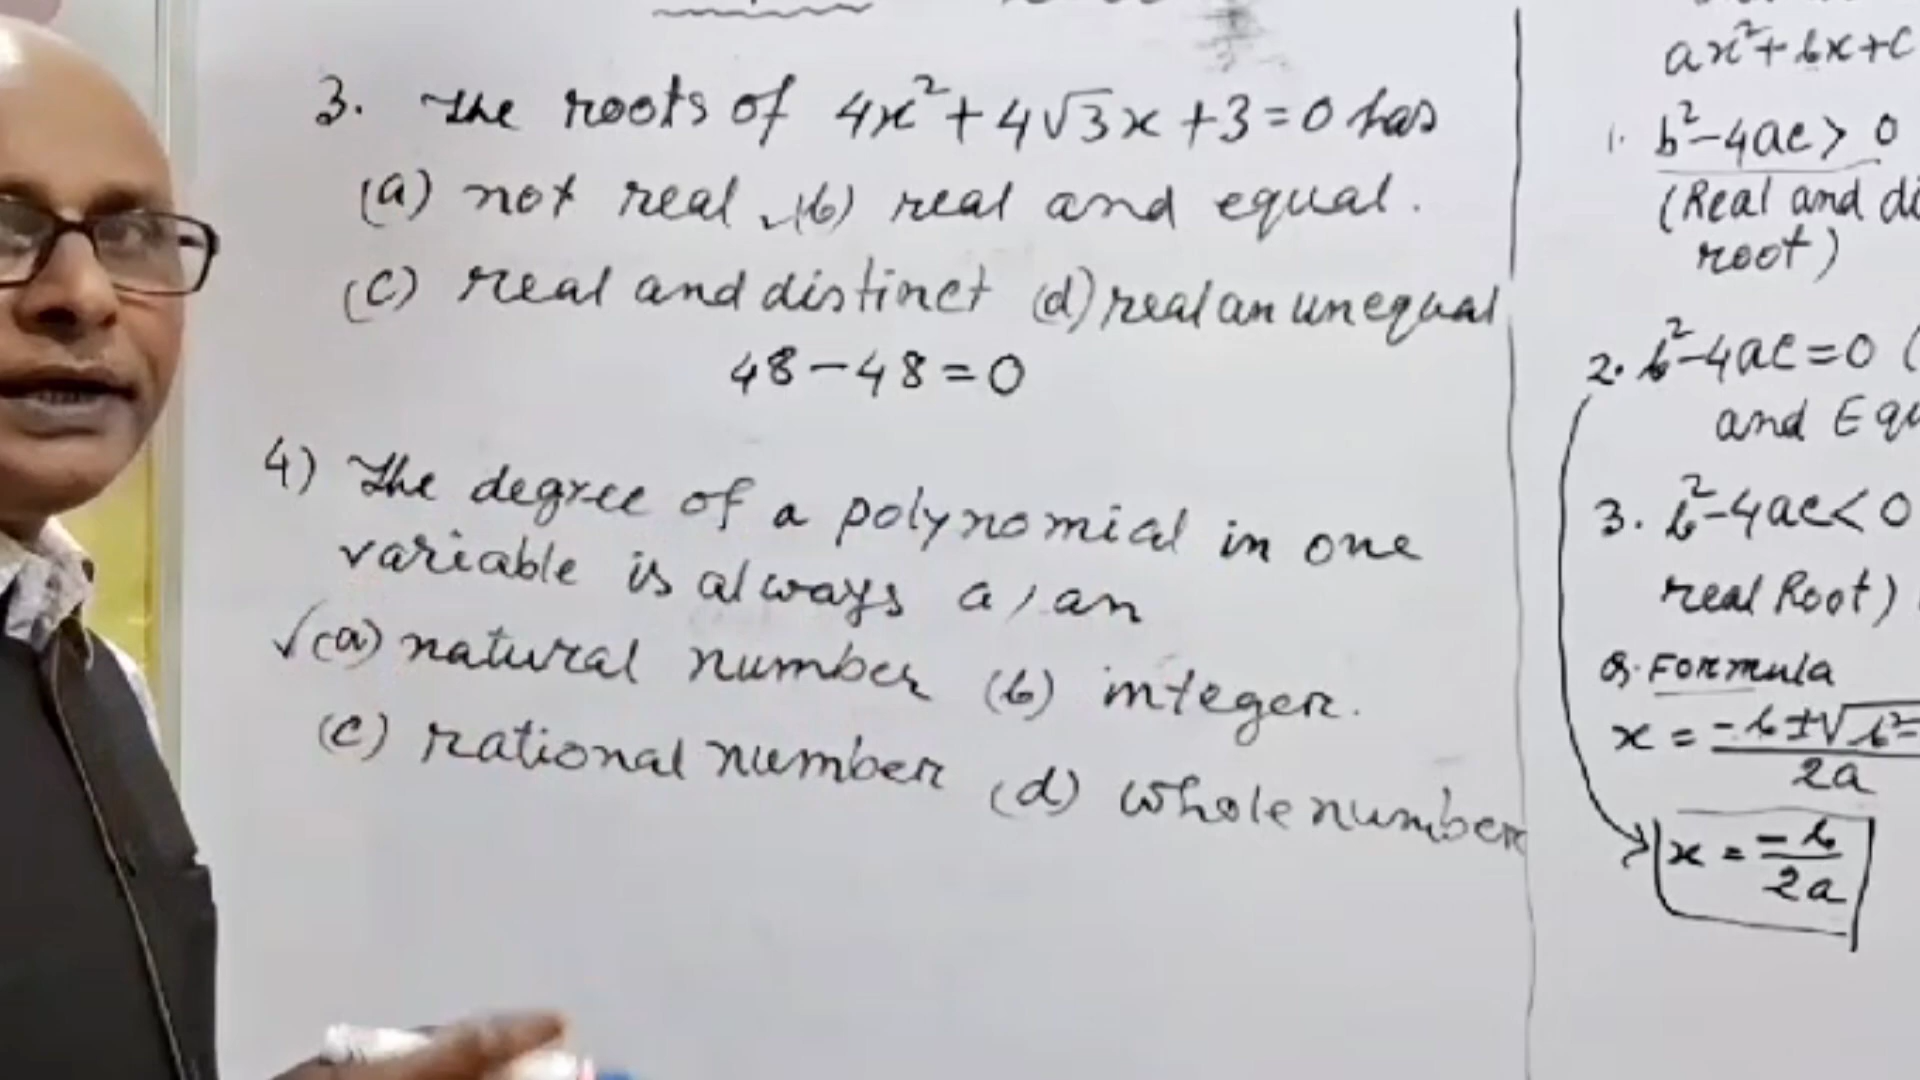 3. The roots of 4x²+4√3x+3=0 has
(a) not real ✓(b) real and equal.
(c) real and distinct (d) real an unequal
48-48=0
4) The degree of a polynomial in one
variable is always a/an
✓(a) natural number (b) integer.
(c) rational number (d) whole number
ax²+bx+c
1. b²-4ac>0
(Real and di
root)
2. b²-4ac=0 (
and Equ
3. b²-4ac<0
real Root)
Q. Formula
x = -b±√b²-
2a
x = -b
2a